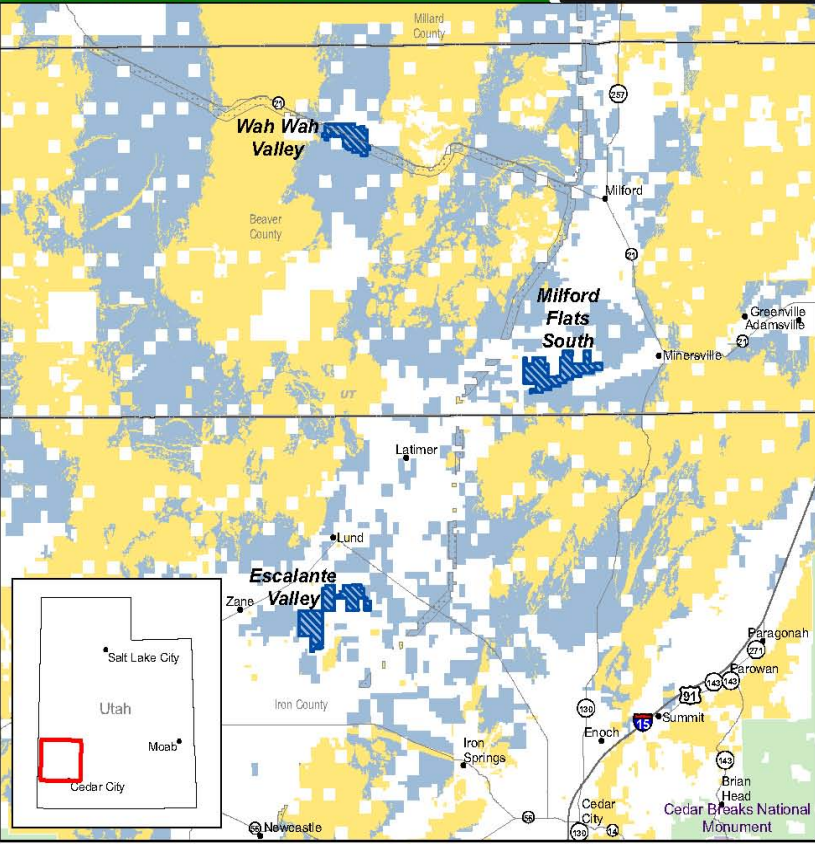 Millard
County
257
21
Wah Wah
Valley
Milford
Beaver
County
21
Milford
Flats
South
Greenville
Adamsville
21
Minersville
UT
Latimer
Lund
Escalante
Valley
Zane
Salt Lake City
Utah
Moab
Cedar City
Iron County
Paragonah
271
Parowan
143
143
91
130
15
Summit
Enoch
Iron
Springs
143
Brian
Head
Cedar Breaks National
Monument
Cedar
City
56
130
14
56
Newcastle